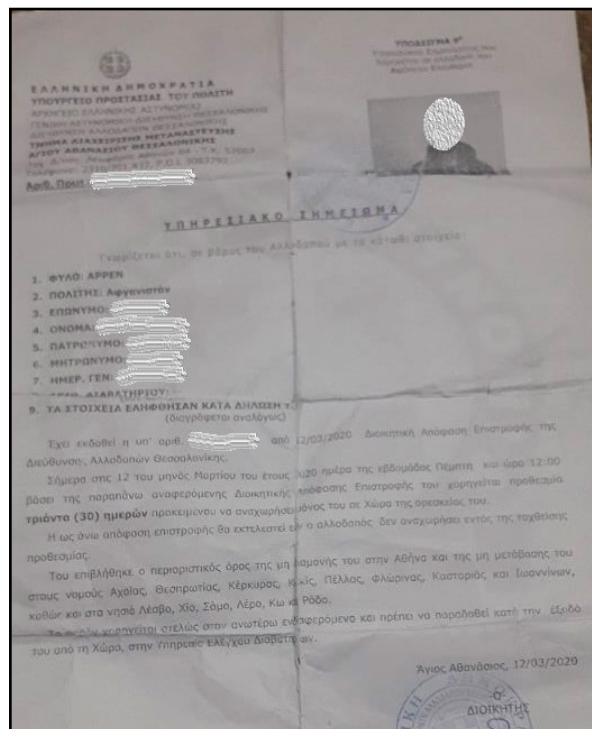 ΥΠΟΔΕΙΓΜΑ
ΕΛΛΗΝΙΚΗ ΔΗΜΟΚΡΑΤΙΑ
ΥΠΟΥΡΓΕΙΟ ΠΡΟΣΤΑΣΙΑΣ ΤΟΥ ΠΟΛΙΤΗ
ΑΡΧΗΓΕΙΟ ΕΛΛΗΝΙΚΗΣ ΑΣΤΥΝΟΜΙΑΣ
ΓΕΝΙΚΗ ΑΣΤΥΝΟΜΙΚΗ ΔΙΕΥΘΥΝΣΗ ΘΕΣΣΑΛΟΝΙΚΗΣ
ΔΙΕΥΘΥΝΣΗ ΑΛΛΟΔΑΠΩΝ ΘΕΣΣΑΛΟΝΙΚΗΣ
ΤΜΗΜΑ ΔΙΑΧΕΙΡΙΣΗΣ ΜΕΤΑΝΑΣΤΕΥΣΗΣ
ΑΓΙΟΥ ΑΘΑΝΑΣΙΟΥ ΘΕΣΣΑΛΟΝΙΚΗΣ
Αριθ. Πρωτ
ΥΠΗΡΕΣΙΑΚΟ ΣΗΜΕΙΩΜΑ
Γνωρίζεται ότι, σε βάρος του Αλλοδαπού με τα κάτωθι στοιχεία:
1. ΦΥΛΟ: ΑΡΡΕΝ
2. ΠΟΛΙΤΗΣ: Αφγανιστάν
3. ΕΠΩΝΥΜΟ:
4. ΟΝΟΜΑ:
5. ΠΑΤΡΩΝΥΜΟ:
6. ΜΗΤΡΩΝΥΜΟ:
7. ΗΜΕΡ. ΓΕΝ:
ΔΙΑΒΑΤΗΡΙΟΥ:
9. ΤΑ ΣΤΟΙΧΕΙΑ ΕΛΗΦΘΗΣΑΝ ΚΑΤΑ ΔΗΛΩΣΗ
(διαγράφεται αναλόγως)
Έχει εκδοθεί η υπ' αριθ. από 12/03/2020 Διοικητική Απόφαση Επιστροφής της
Διεύθυνσης Αλλοδαπών Θεσσαλονίκης.
Σήμερα στις 12 του μηνός Μαρτίου του έτους 2020 ημέρα της εβδομάδας Πέμπτη και ώρα 12:00
βάσει της παραπάνω αναφερόμενης Διοικητικής Απόφασης Επιστροφής του χορηγείται προθεσμία
τριάντα (30) ημερών προκειμένου να αναχωρήσει μόνος του σε Χώρα της αρεσκείας του.
Η ως άνω απόφαση επιστροφής θα εκτελεστεί εάν ο αλλοδαπός δεν αναχωρήσει εντός της ταχθείσης
προθεσμίας.
Του επιβλήθηκε ο περιοριστικός όρος της μη διαμονής του στην Αθήνα και της μη μετάβασης του
στους νομούς Αχαΐας, Θεσπρωτίας, Κέρκυρας, Κιλκίς, Πέλλας, Φλώρινας, Καστοριάς και Ιωαννίνων,
καθώς και στα νησιά Λέσβο, Χίο, Σάμο, Λέρο, Κω και Ρόδο.
Το παρόν χορηγείται ατελώς στον ανωτέρω ενδιαφερόμενο και πρέπει να παραδοθεί κατά την έξοδό
του από τη Χώρα, στην Υπηρεσία Ελέγχου Διαβατηρίων.
Άγιος Αθανάσιος, 12/03/2020
-Ο-
ΔΙΟΙΚΗΤΗΣ